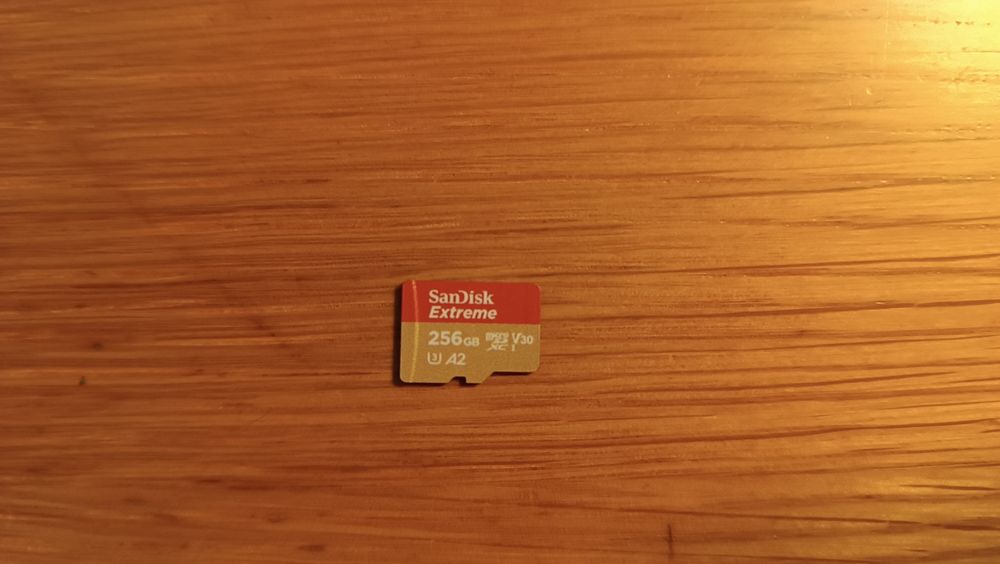 SanDisk
Extreme
256GB microSDXC I V30
U3 A2